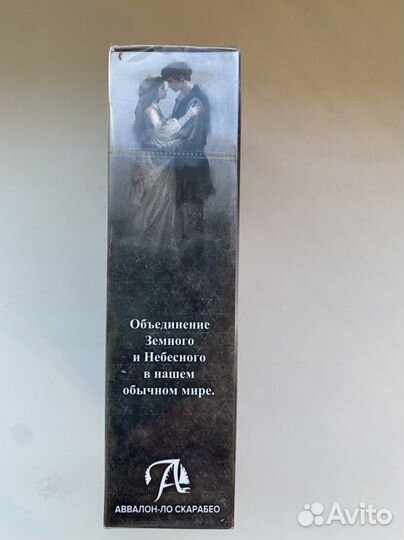 Объединение
Земного
и Небесного
в нашем
обычном мире.
АВВАЛОН-ЛО СКАРАБЕО
Avito